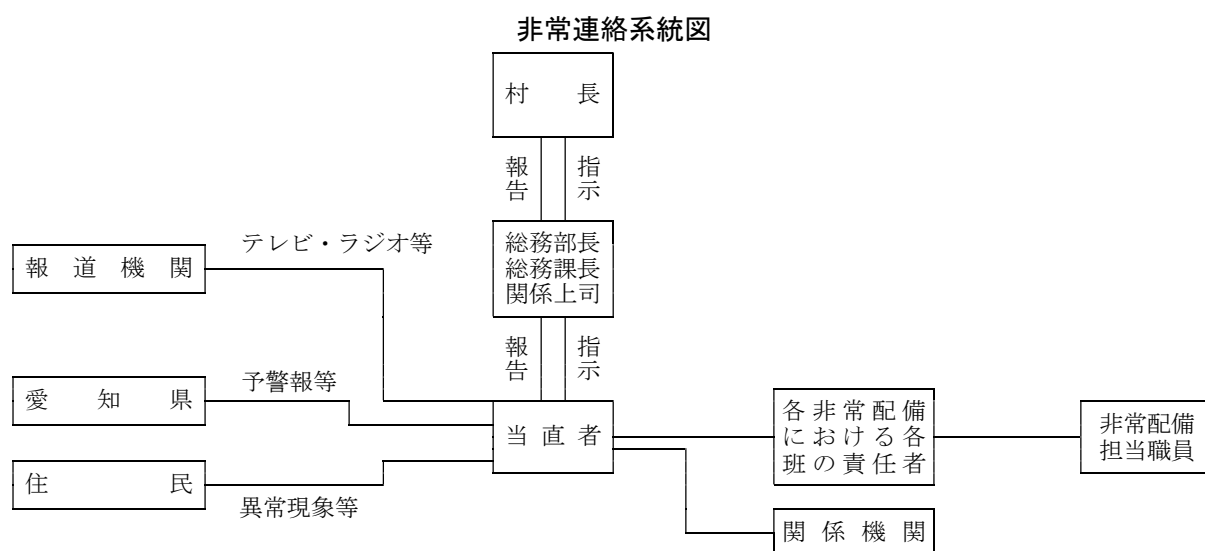 非常連絡系統図
村長
報告
指示
総務部長
総務課長
関係上司
テレビ・ラジオ等
報道機関
報告
指示
予警報等
愛知県
当直者
各非常配備
における各
班の責任者
非常配備
担当職員
住民
異常現象等
関係機関